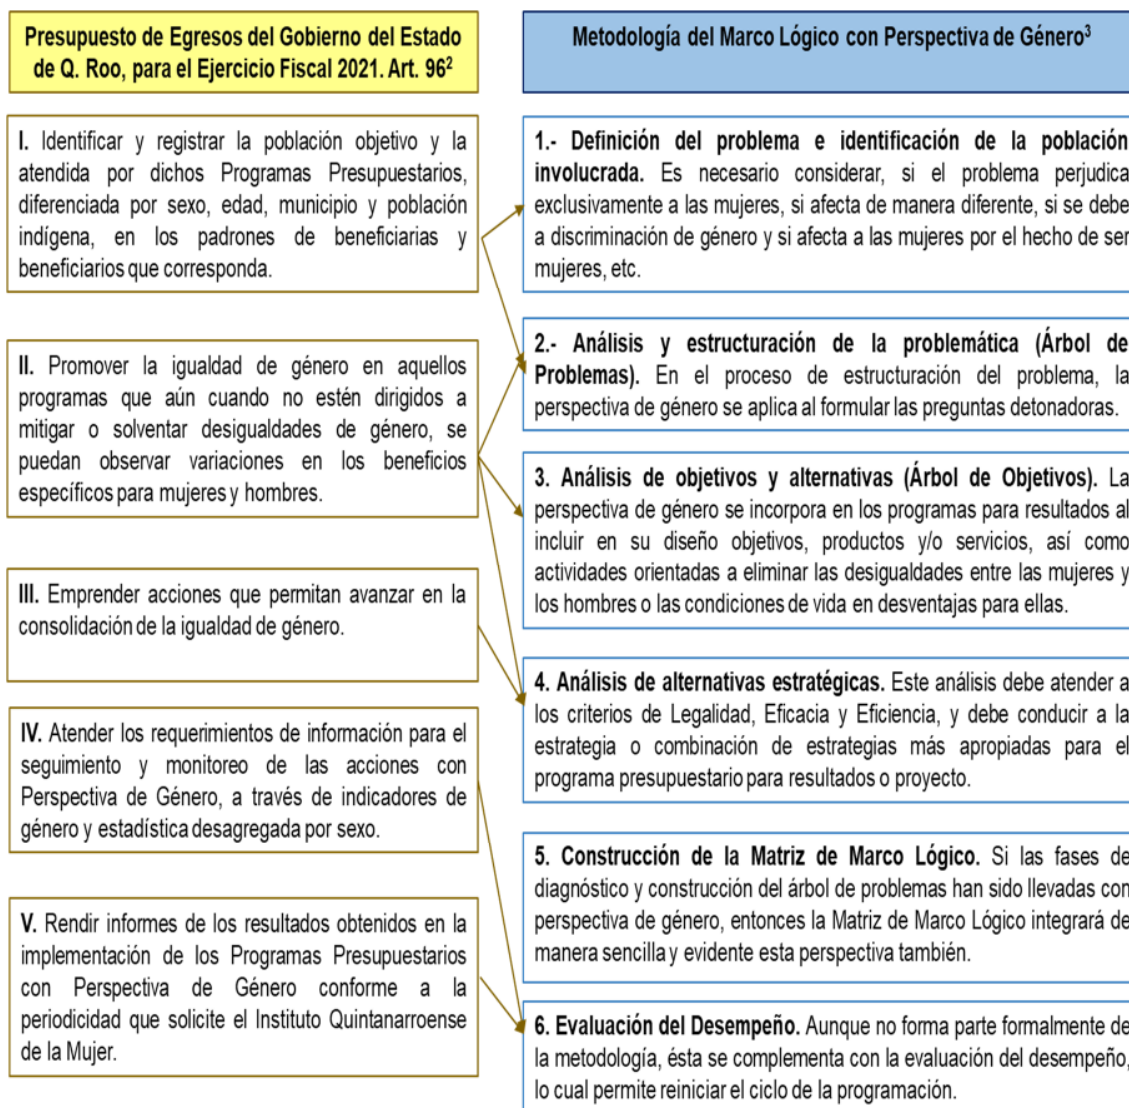 Presupuesto de Egresos del Gobierno del Estado
de Q. Roo, para el Ejercicio Fiscal 2021. Art. 96²
I. Identificar y registrar la población objetivo y la
atendida por dichos Programas Presupuestarios,
diferenciada por sexo, edad, municipio y población
indígena, en los padrones de beneficiarias y
beneficiarios que corresponda.
II. Promover la igualdad de género en aquellos
programas que aún cuando no estén dirigidos a
mitigar o solventar desigualdades de género, se
puedan observar variaciones en los beneficios
específicos para mujeres y hombres.
III. Emprender acciones que permitan avanzar en la
consolidación de la igualdad de género.
IV. Atender los requerimientos de información para el
seguimiento y monitoreo de las acciones con
Perspectiva de Género, a través de indicadores de
género y estadística desagregada por sexo.
V. Rendir informes de los resultados obtenidos en la
implementación de los Programas Presupuestarios
con Perspectiva de Género conforme a la
periodicidad que solicite el Instituto Quintanarroense
de la Mujer.
Metodología del Marco Lógico con Perspectiva de Género³
1.- Definición del problema e identificación de la población
involucrada. Es necesario considerar, si el problema perjudica
exclusivamente a las mujeres, si afecta de manera diferente, si se debe
a discriminación de género y si afecta a las mujeres por el hecho de ser
mujeres, etc.
2.- Análisis y estructuración de la problemática (Árbol de
Problemas). En el proceso de estructuración del problema, la
perspectiva de género se aplica al formular las preguntas detonadoras.
3. Análisis de objetivos y alternativas (Árbol de Objetivos). La
perspectiva de género se incorpora en los programas para resultados al
incluir en su diseño objetivos, productos y/o servicios, así como
actividades orientadas a eliminar las desigualdades entre las mujeres y
los hombres o las condiciones de vida en desventajas para ellas.
4. Análisis de alternativas estratégicas. Este análisis debe atender a
los criterios de Legalidad, Eficacia y Eficiencia, y debe conducir a la
estrategia o combinación de estrategias más apropiadas para el
programa presupuestario para resultados o proyecto.
5. Construcción de la Matriz de Marco Lógico. Si las fases de
diagnóstico y construcción del árbol de problemas han sido llevadas con
perspectiva de género, entonces la Matriz de Marco Lógico integrará de
manera sencilla y evidente esta perspectiva también.
6. Evaluación del Desempeño. Aunque no forma parte formalmente de
la metodología, ésta se complementa con la evaluación del desempeño,
lo cual permite reiniciar el ciclo de la programación.